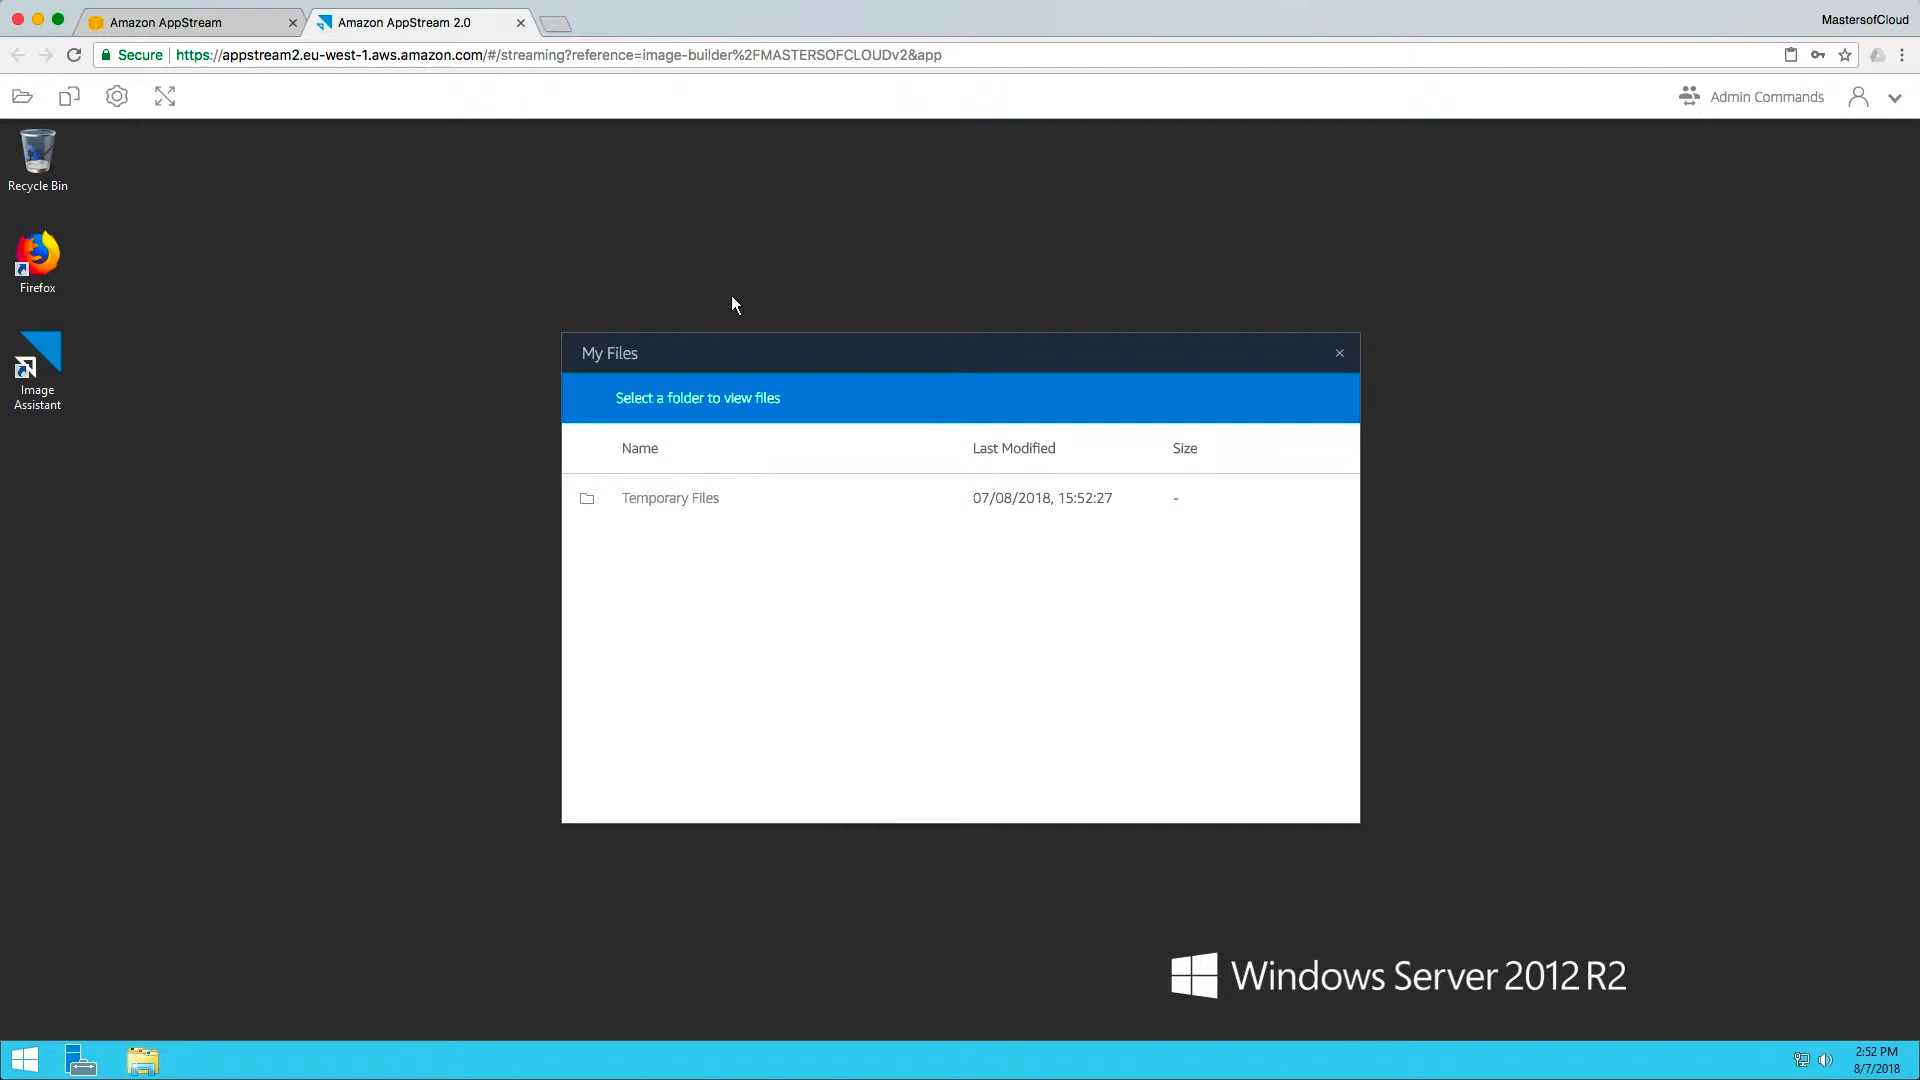 Amazon AppStream
Amazon AppStream 2.0
MastersofCloud
Secure
https://appstream2.eu-west-1.aws.amazon.com/#/streaming?reference=image-builder%2FMASTERSOFCLOUDv2&app
Admin Commands
Recycle Bin
Firefox
Image
Assistant
My Files
Select a folder to view files
Name Last Modified Size
Temporary Files 07/08/2018, 15:52:27 -
Windows Server 2012 R2
2:52 PM
8/7/2018